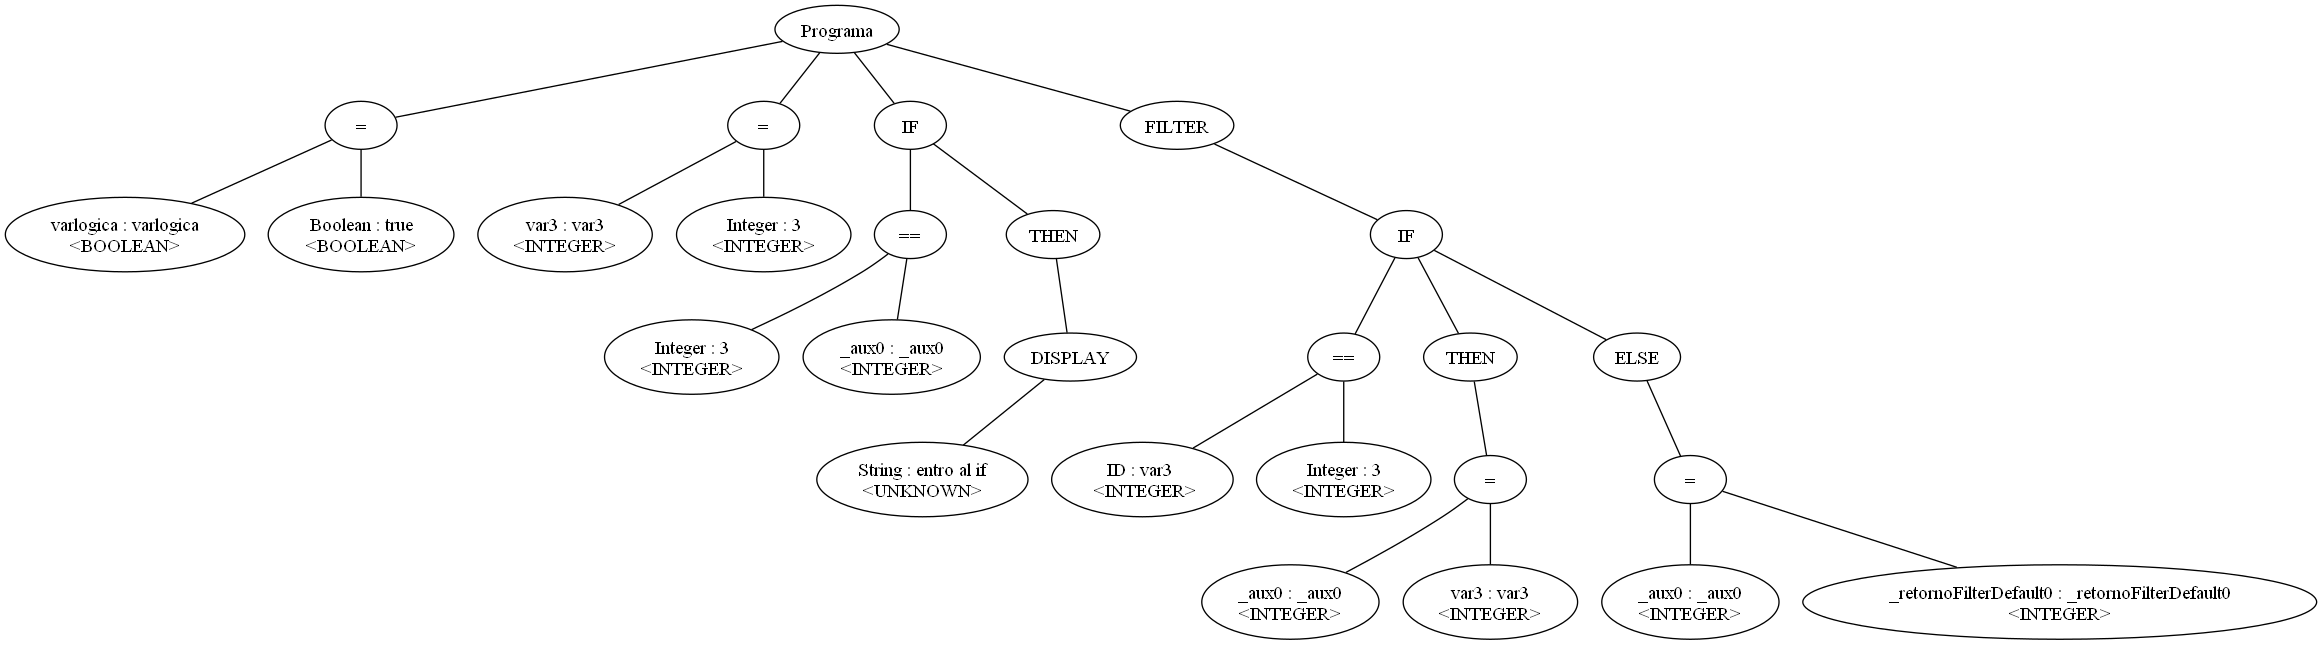 Programa
=
=
IF
FILTER
varlogica : varlogica
<BOOLEAN>
Boolean : true
<BOOLEAN>
var3 : var3
<INTEGER>
Integer : 3
<INTEGER>
==
THEN
IF
Integer : 3
<INTEGER>
_aux0 : _aux0
<INTEGER>
DISPLAY
==
THEN
ELSE
String : entro al if
<UNKNOWN>
ID : var3
<INTEGER>
Integer : 3
<INTEGER>
=
=
_aux0 : _aux0
<INTEGER>
var3 : var3
<INTEGER>
_aux0 : _aux0
<INTEGER>
_retornoFilterDefault0 : _retornoFilterDefault0
<INTEGER>